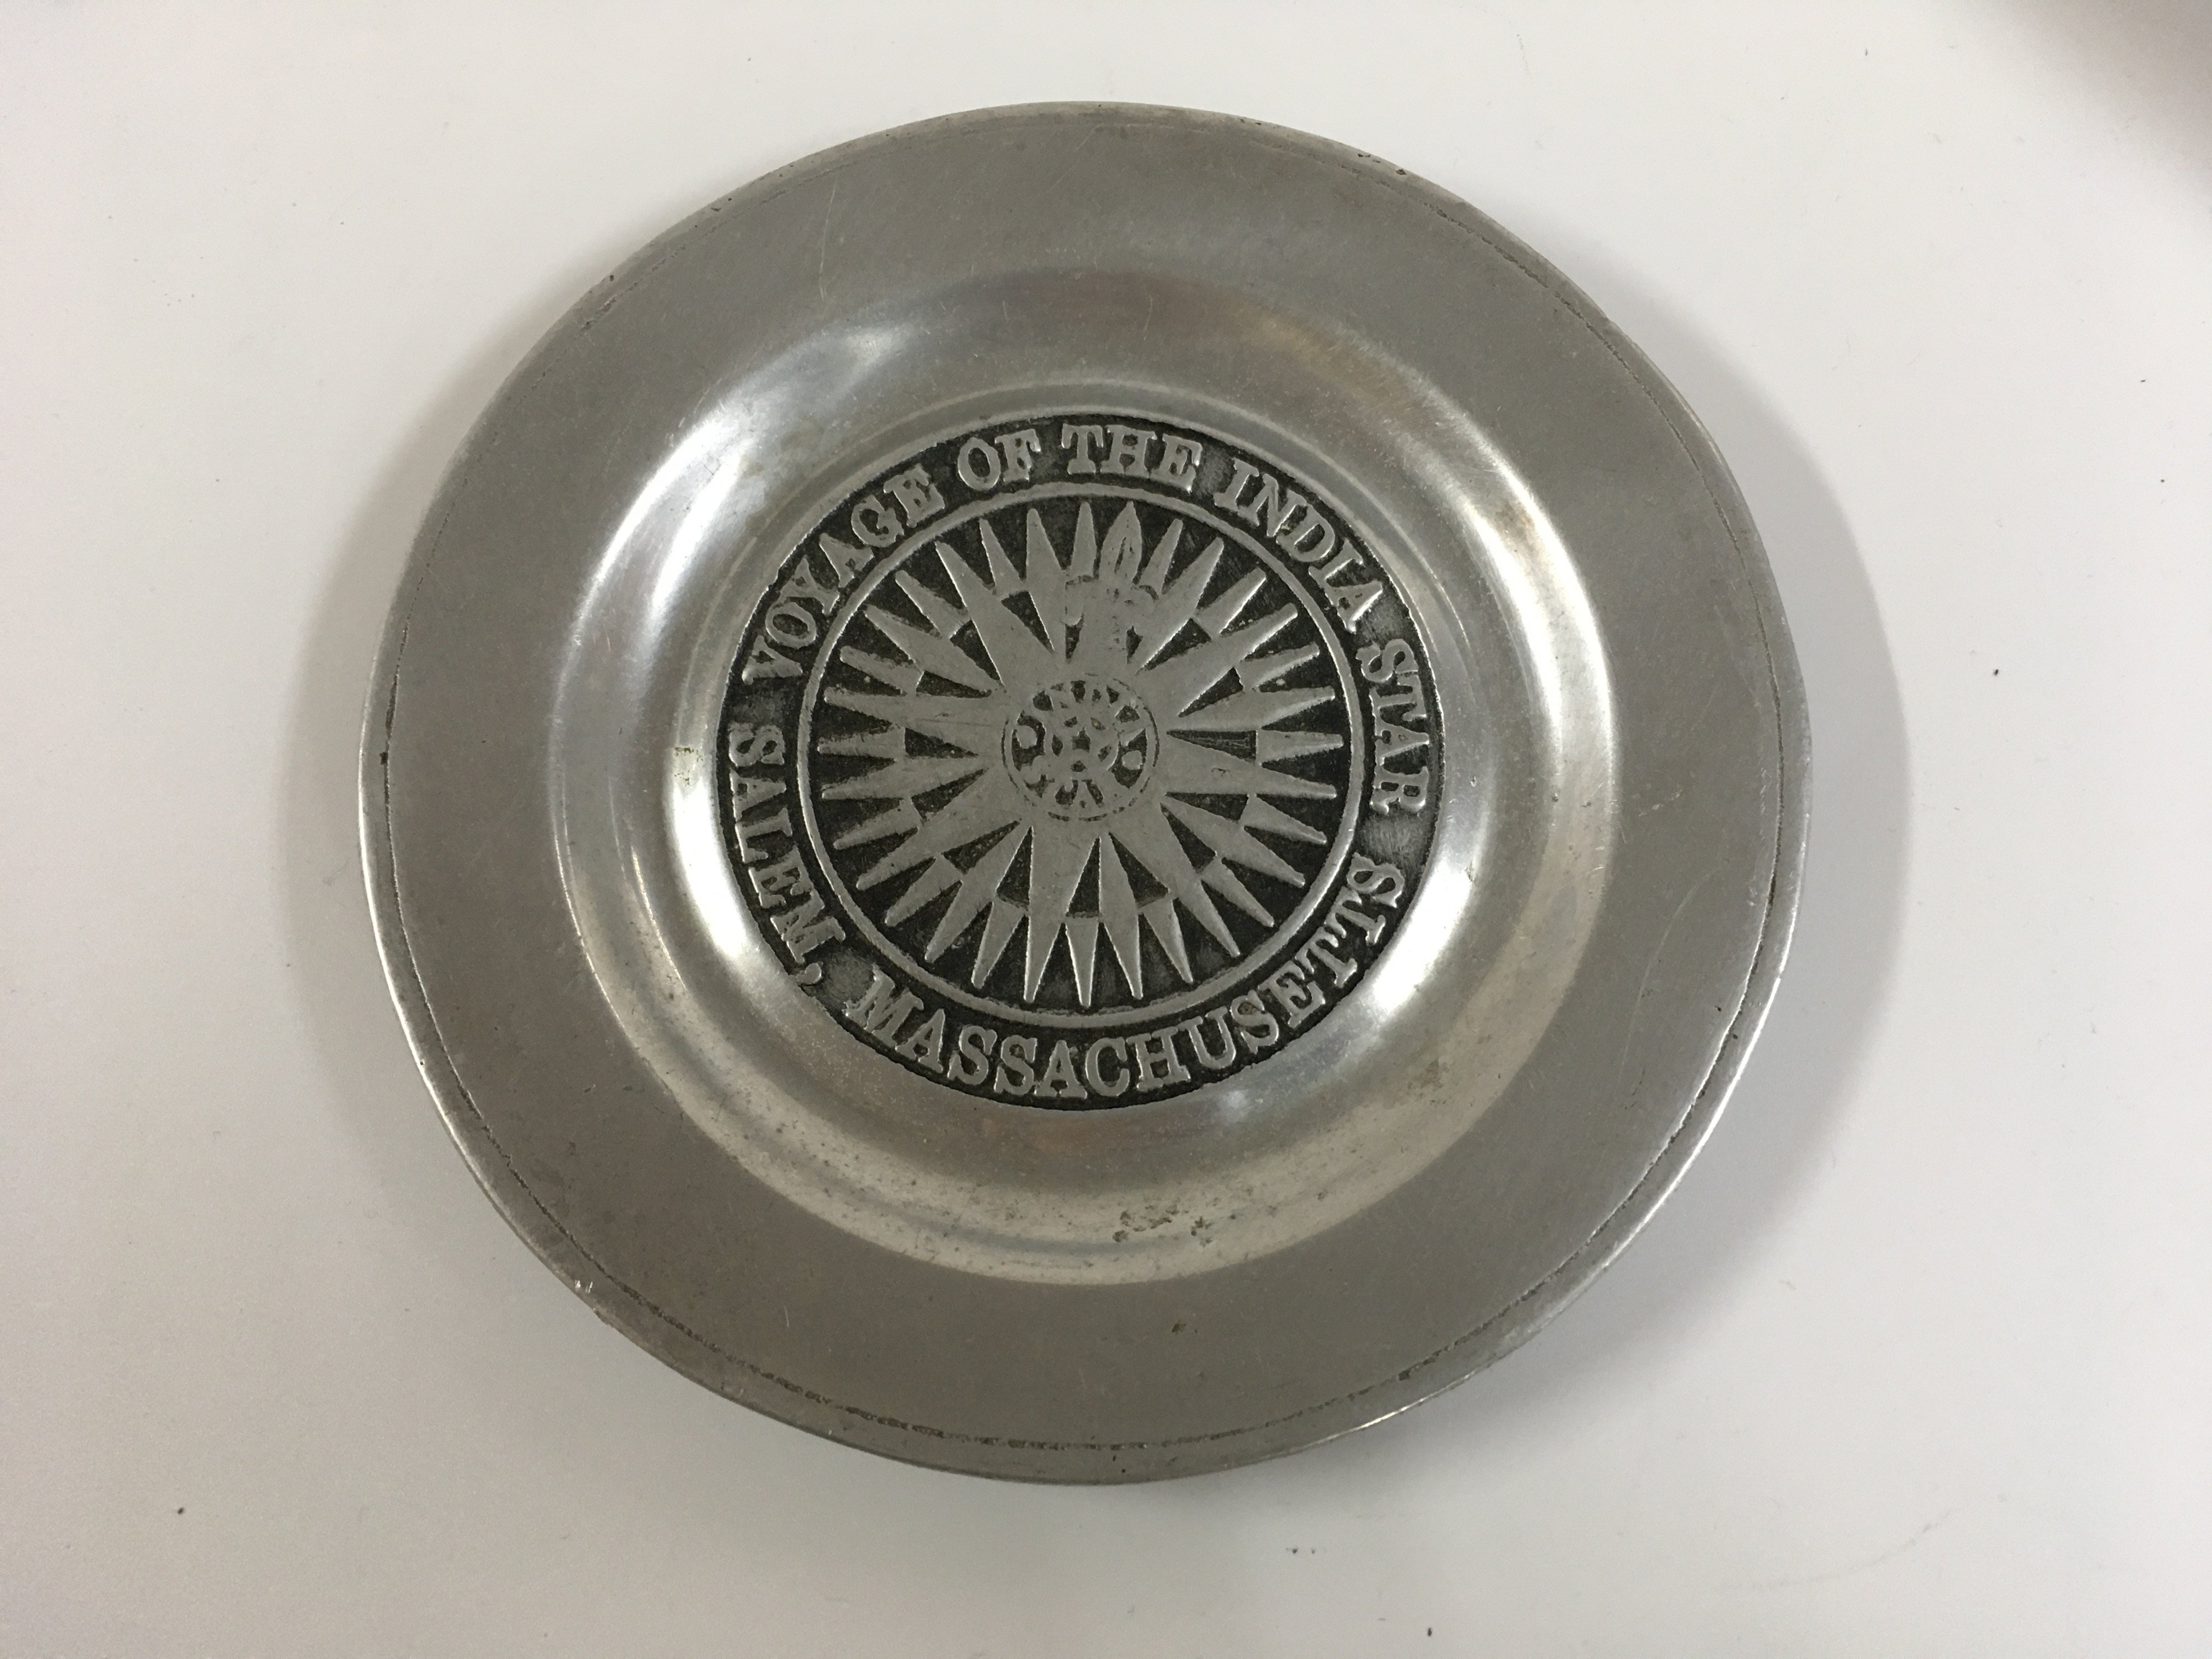 VOYAGE OF THE INDIA STAR
SALEM, MASSACHUSETTS